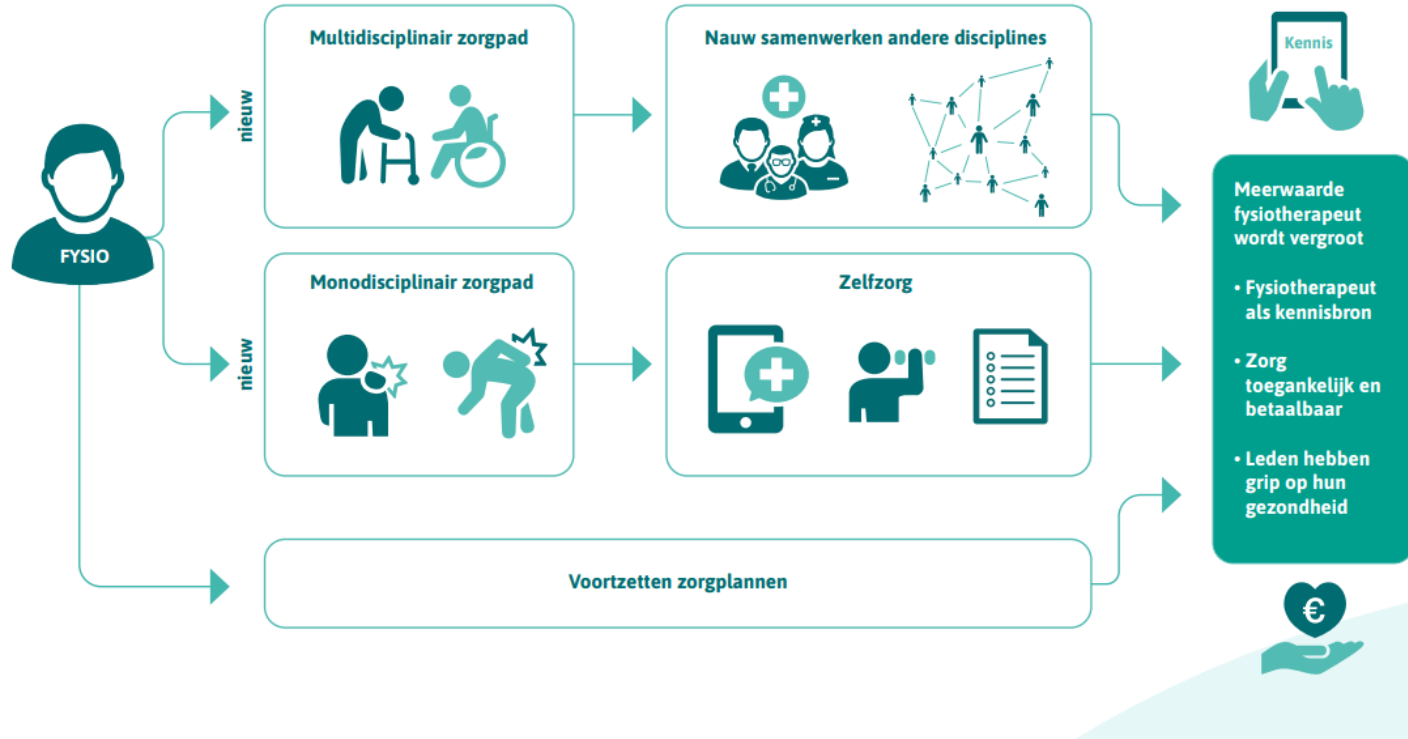 Multidisciplinair zorgpad
Nauw samenwerken andere disciplines
Kennis
nieuw
FYSIO
Meerwaarde
fysiotherapeut
wordt vergroot
• Fysiotherapeut
als kennisbron
• Zorg
toegankelijk en
betaalbaar
• Leden hebben
grip op hun
gezondheid
Monodisciplinair zorgpad
Zelfzorg
nieuw
Voortzetten zorgplannen
€